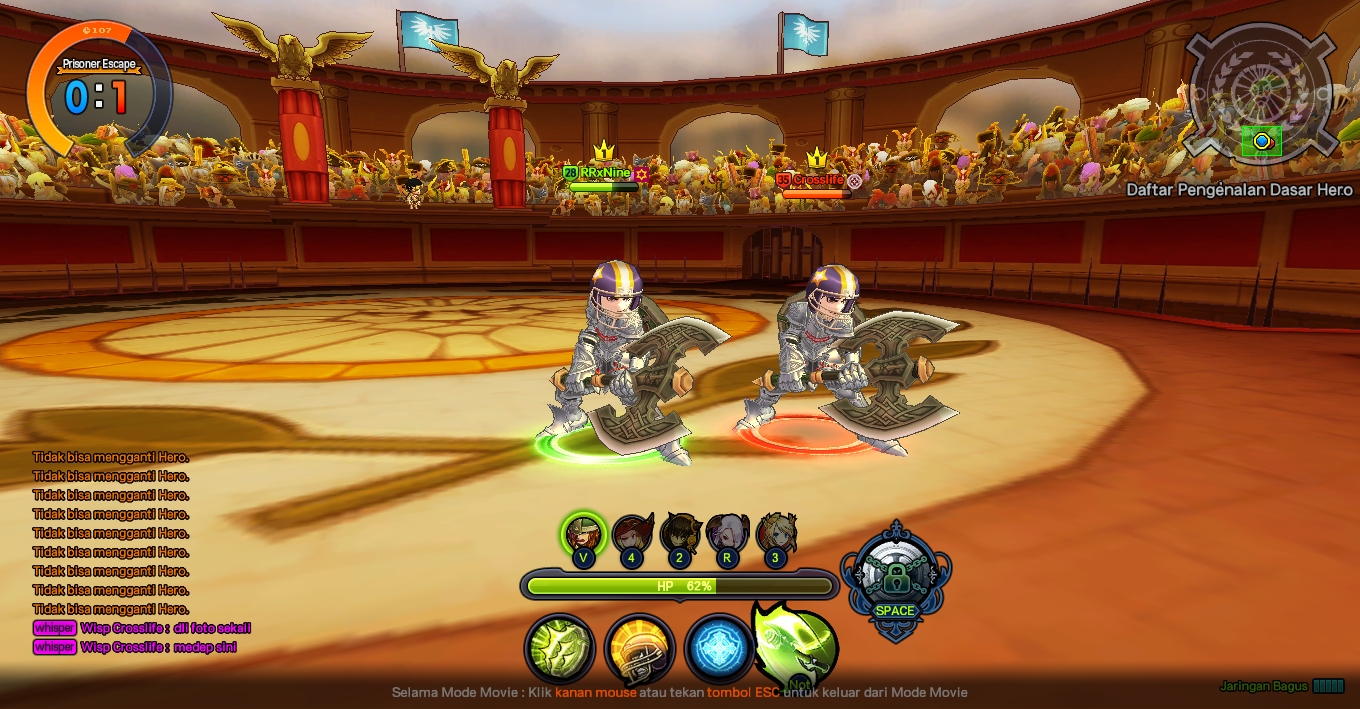 107
Prisoner Escape
0 : 1
28 RRxNine
33 Crosslife
Daftar Pengenalan Dasar Hero
Tidak bisa mengganti Hero.
Tidak bisa mengganti Hero.
Tidak bisa mengganti Hero.
Tidak bisa mengganti Hero.
Tidak bisa mengganti Hero.
Tidak bisa mengganti Hero.
Tidak bisa mengganti Hero.
Tidak bisa mengganti Hero.
Tidak bisa mengganti Hero.
whisper Wisp Crosslife : dli foto sekali
whisper Wisp Crosslife : medep sini
V 4 2 R 3
HP 62%
SPACE
Not
Selama Mode Movie : Klik kanan mouse atau tekan tombol ESC untuk keluar dari Mode Movie
Jaringan Bagus